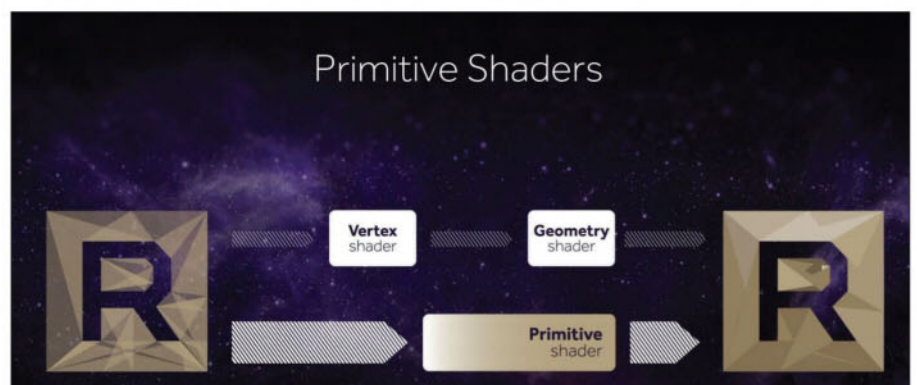 Primitive Shaders
Vertex
shader
Geometry
shader
Primitive
shader
R
R